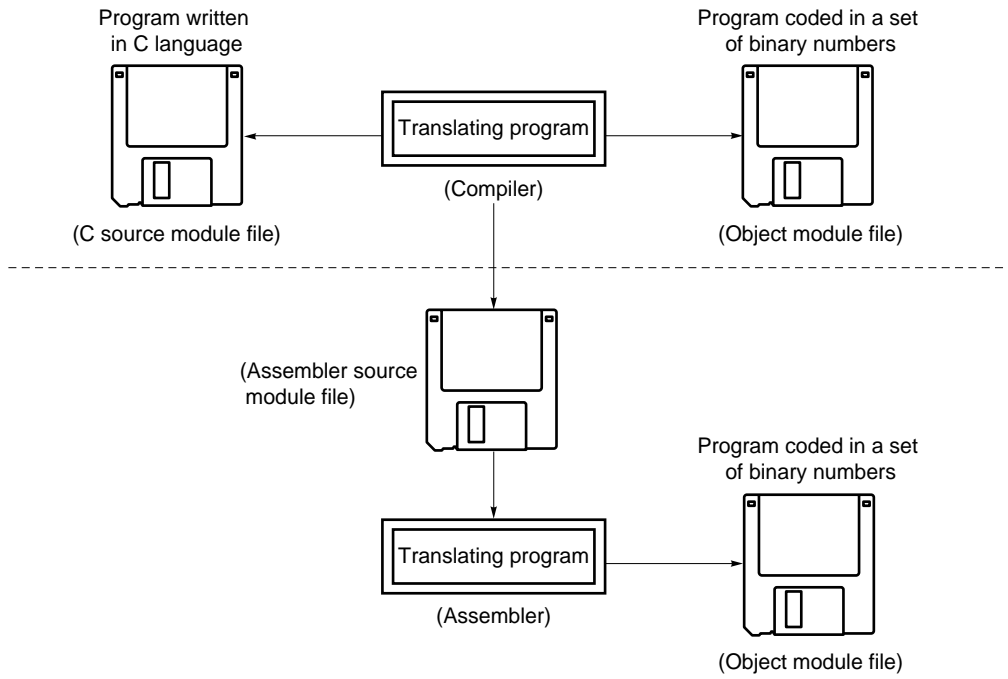 Program written
in C language
Program coded in a set
of binary numbers
Translating program
(Compiler)
(C source module file)
(Object module file)
(Assembler source
module file)
Program coded in a set
of binary numbers
Translating program
(Assembler)
(Object module file)